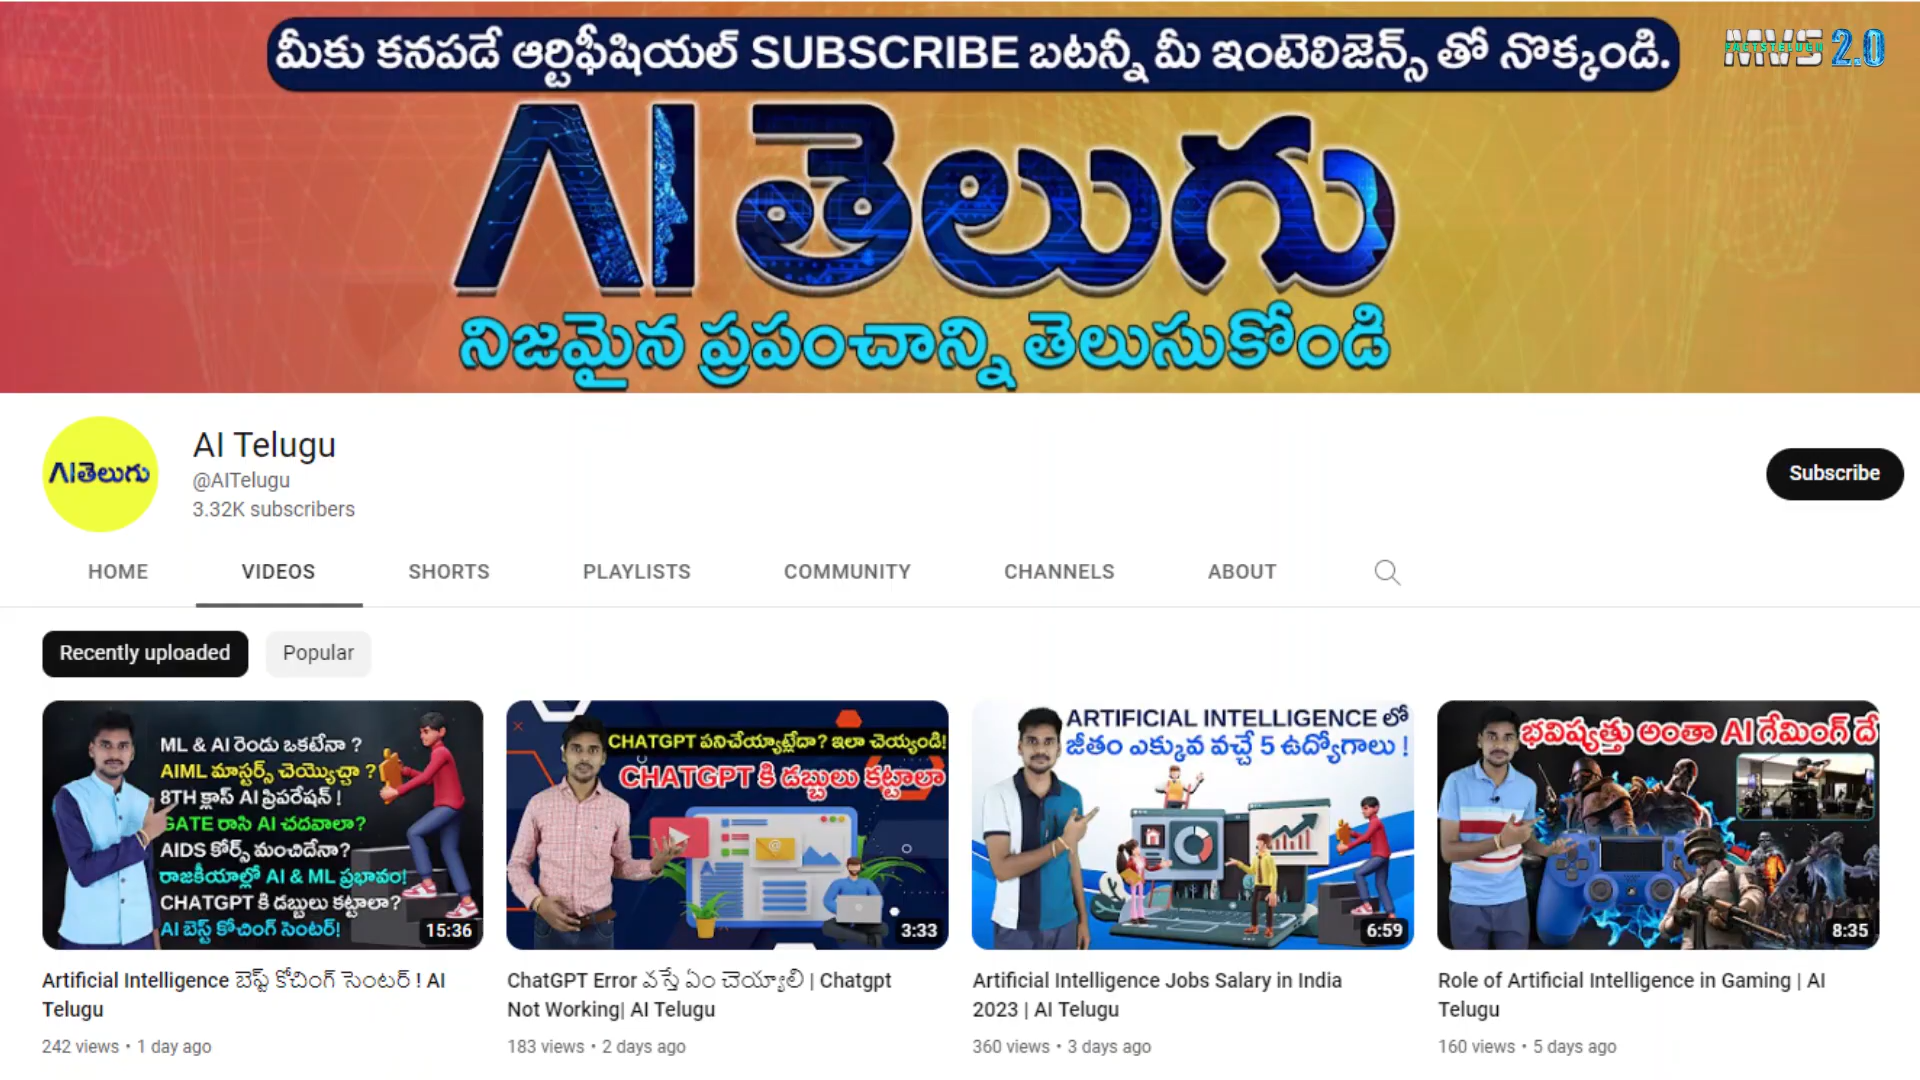 మీకు కనపడే ఆర్టిఫీషియల్ SUBSCRIBE బటన్నీ మీ ఇంటెలిజెన్స్ తో నొక్కండి.
MVS 2.0
FACTSTELUGU
AI తెలుగు
నిజమైన ప్రపంచాన్ని తెలుసుకోండి
AIతెలుగు
AI Telugu
@AITelugu
3.32K subscribers
Subscribe
HOME VIDEOS SHORTS PLAYLISTS COMMUNITY CHANNELS ABOUT
Recently uploaded Popular
ML & AI రెండు ఒకటేనా ?
AIML మాస్టర్స్ చెయ్యొచ్చా ?
8TH క్లాస్ AI ప్రిపరేషన్ !
GATE రాసి AI చదవాలా?
AIDS కోర్స్ మంచిదేనా?
రాజకీయాల్లో AI & ML ప్రభావం!
CHATGPT కి డబ్బులు కట్టాలా?
AI బెస్ట్ కోచింగ్ సెంటర్!
15:36
CHATGPT పనిచేయ్యాట్లేదా? ఇలా చెయ్యండి!
CHATGPT కి డబ్బులు కట్టాలా
3:33
ARTIFICIAL INTELLIGENCE లో
జీతం ఎక్కువ వచ్చే 5 ఉద్యోగాలు !
6:59
భవిష్యత్తు అంతా AI గేమింగ్ దే
8:35
Artificial Intelligence బెస్ట్ కోచింగ్ సెంటర్ ! AI
Telugu
242 views • 1 day ago
ChatGPT Error వస్తే ఏం చెయ్యాలి | Chatgpt
Not Working| AI Telugu
183 views • 2 days ago
Artificial Intelligence Jobs Salary in India
2023 | AI Telugu
360 views • 3 days ago
Role of Artificial Intelligence in Gaming | AI
Telugu
160 views • 5 days ago